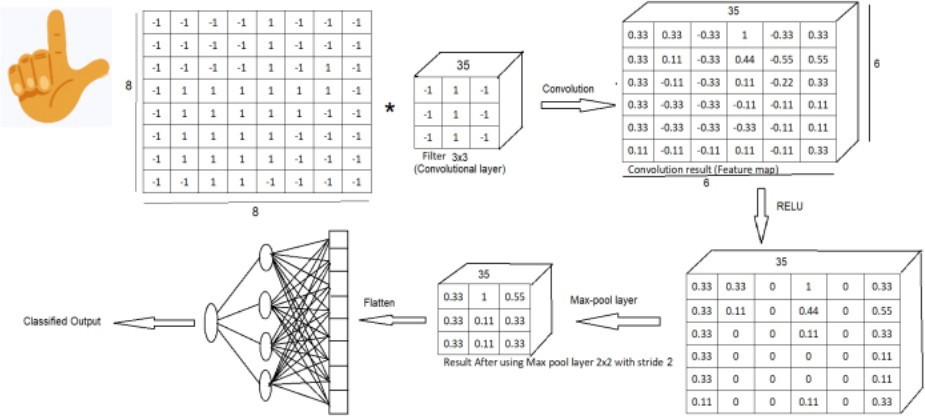 -1 -1 -1 -1 1 -1 -1 -1
-1 -1 -1 -1 1 -1 -1 -1
-1 -1 -1 -1 1 -1 1 -1
-1 1 1 1 1 1 -1 -1
-1 1 1 1 1 1 -1 -1
-1 1 1 1 1 -1 -1 -1
-1 1 1 1 1 -1 -1 -1
-1 -1 1 1 -1 -1 -1 -1
8
8
*
35
-1 1 -1
-1 1 -1
-1 1 -1
Filter 3x3
(Convolutional layer)
Convolution
35
0.33 0.33 -0.33 1 -0.33 0.33
0.33 0.11 -0.33 0.44 -0.55 0.55
0.33 -0.11 -0.33 0.11 -0.22 0.33
0.33 -0.33 -0.33 -0.11 -0.11 0.11
0.33 -0.33 -0.33 -0.33 -0.11 0.11
0.11 -0.11 -0.11 0.11 -0.11 0.33
6
Convolution result (Feature map)
6
RELU
35
0.33 0.33 0 1 0 0.33
0.33 0.11 0 0.44 0 0.55
0.33 0 0 0.11 0 0.33
0.33 0 0 0 0 0.11
0.33 0 0 0 0 0.11
0.11 0 0 0.11 0 0.33
Max-pool layer
35
0.33 1 0.55
0.33 0.11 0.33
0.33 0.11 0.33
Result After using Max pool layer 2x2 with stride 2
Flatten
Classified Output